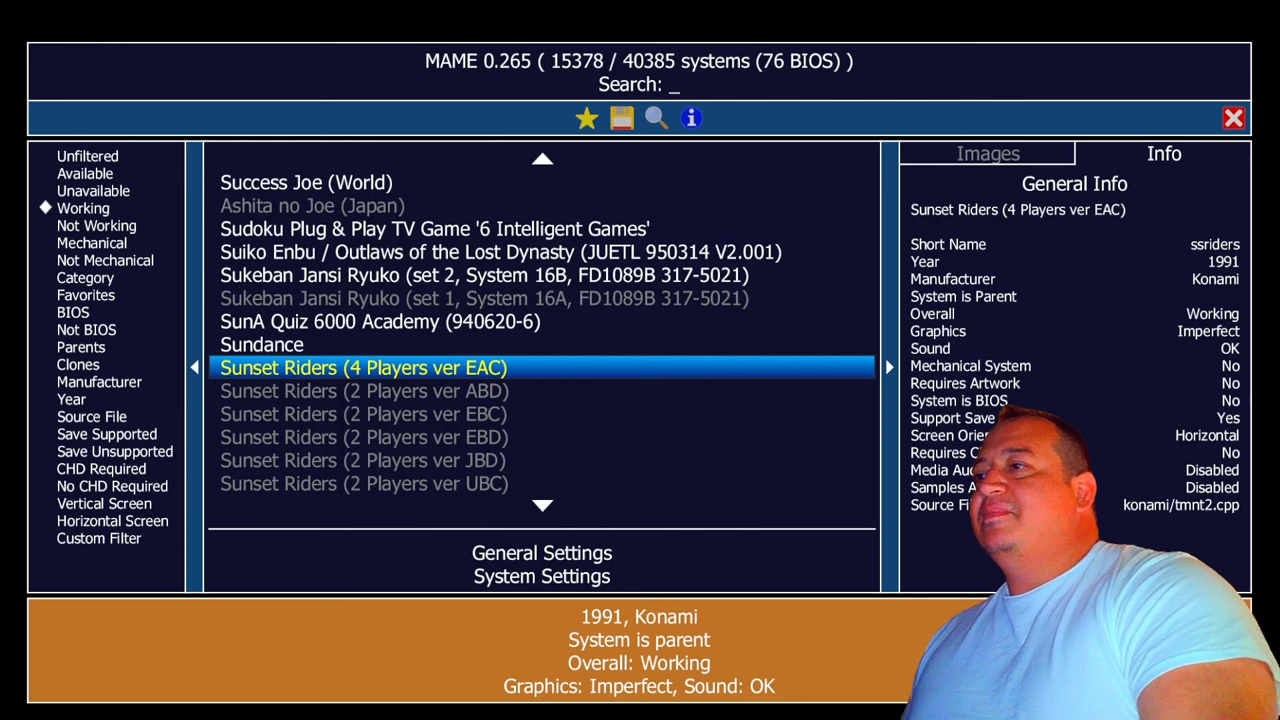 MAME 0.265 ( 15378 / 40385 systems (76 BIOS) )
Search: _
Unfiltered
Available
Unavailable
Working
Not Working
Mechanical
Not Mechanical
Category
Favorites
BIOS
Not BIOS
Parents
Clones
Manufacturer
Year
Source File
Save Supported
Save Unsupported
CHD Required
No CHD Required
Vertical Screen
Horizontal Screen
Custom Filter
Success Joe (World)
Ashita no Joe (Japan)
Sudoku Plug & Play TV Game '6 Intelligent Games'
Suiko Enbu / Outlaws of the Lost Dynasty (JUETL 950314 V2.001)
Sukeban Jansi Ryuko (set 2, System 16B, FD1089B 317-5021)
Sukeban Jansi Ryuko (set 1, System 16A, FD1089B 317-5021)
SunA Quiz 6000 Academy (940620-6)
Sundance
Sunset Riders (4 Players ver EAC)
Sunset Riders (2 Players ver ABD)
Sunset Riders (2 Players ver EBC)
Sunset Riders (2 Players ver EBD)
Sunset Riders (2 Players ver JBD)
Sunset Riders (2 Players ver UBC)
General Settings
System Settings
Images Info
General Info
Sunset Riders (4 Players ver EAC)
Short Name ssriders
Year 1991
Manufacturer Konami
System is Parent
Overall Working
Graphics Imperfect
Sound OK
Mechanical System No
Requires Artwork No
System is BIOS No
Support Save Yes
Screen Horizontal
Requires No
Media Disabled
Samples Disabled
Source konami/tmnt2.cpp
1991, Konami
System is parent
Overall: Working
Graphics: Imperfect, Sound: OK